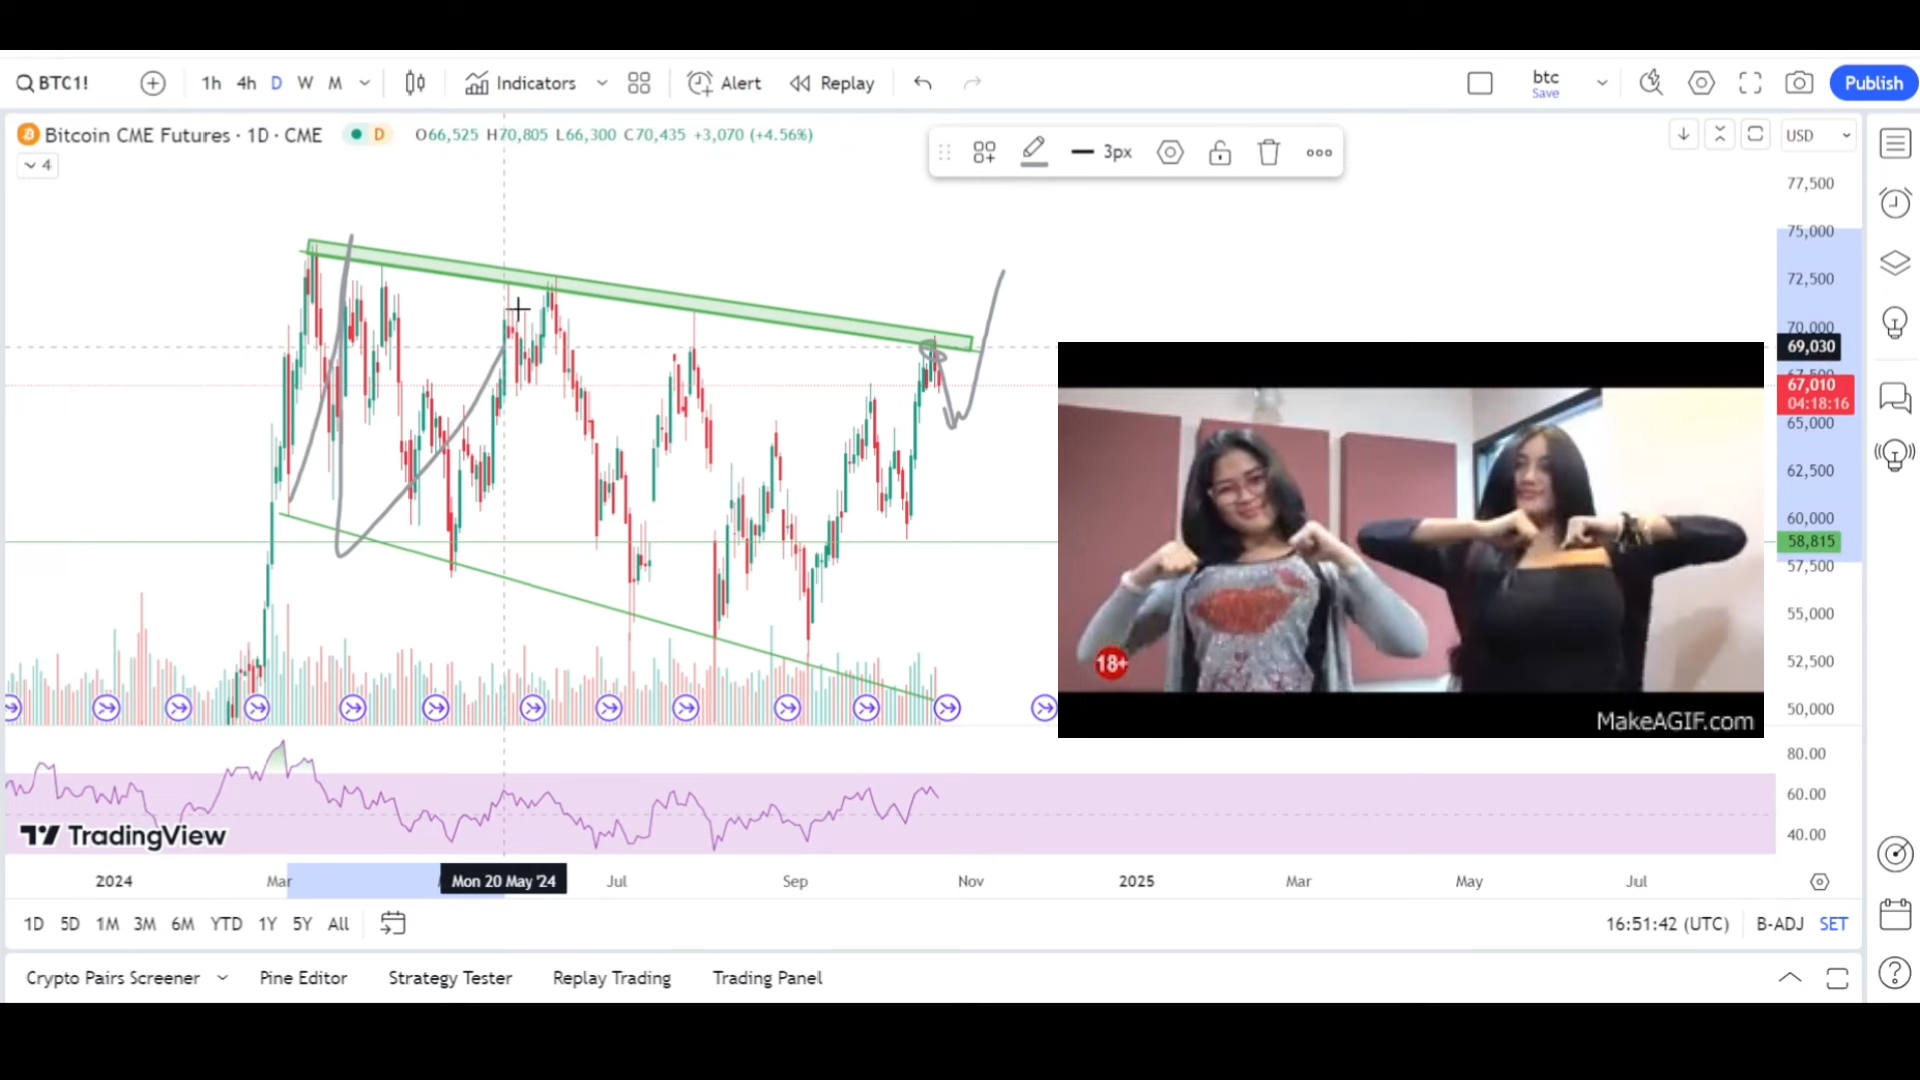 BTC1! 1h 4h D W M Indicators Alert Replay btc Save Publish
Bitcoin CME Futures · 1D · CME D O66,525 H70,805 L66,300 C70,435 +3,070 (+4.56%)
3px
USD
4
77,500
75,000
72,500
70,000
69,030
67,500
67,010
04:18:16
65,000
62,500
60,000
58,815
57,500
55,000
52,500
50,000
18+
MakeAGIF.com
80.00
60.00
40.00
TradingView
2024 Mar Mon 20 May '24 Jul Sep Nov 2025 Mar May Jul
1D 5D 1M 3M 6M YTD 1Y 5Y All 16:51:42 (UTC) B-ADJ SET
Crypto Pairs Screener Pine Editor Strategy Tester Replay Trading Trading Panel